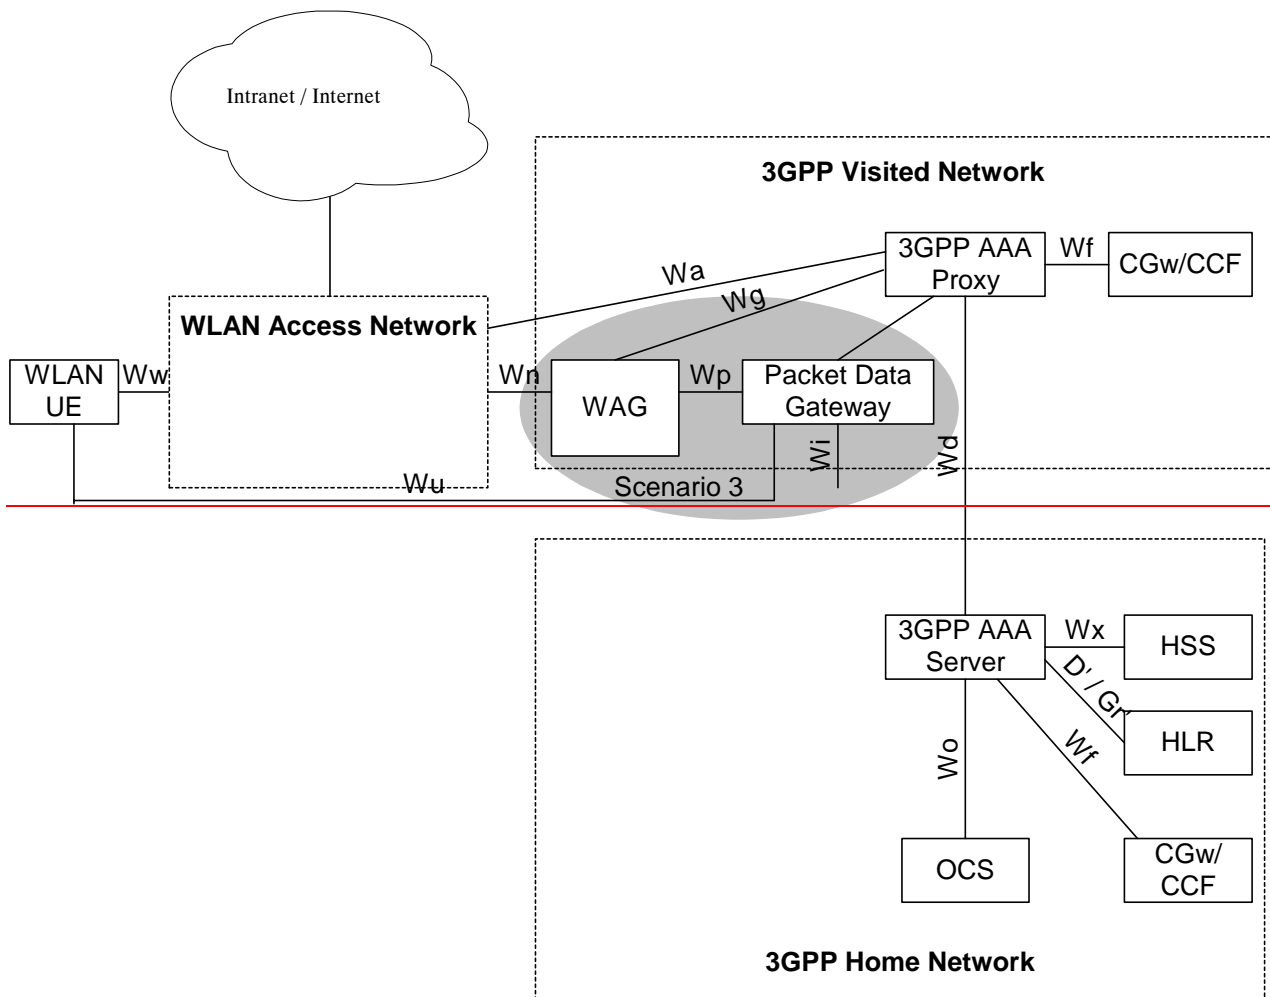 Intranet / Internet
3GPP Visited Network
3GPP AAA
Proxy
Wf
CGw/CCF
Wa
Wg
WLAN Access Network
WLAN
UE
Ww
Wn
WAG
Wp
Packet Data
Gateway
Wi
Wd
Wu
Scenario 3
3GPP AAA
Server
Wx
HSS
D' / Gr'
HLR
Wf
Wo
OCS
CGw/
CCF
3GPP Home Network